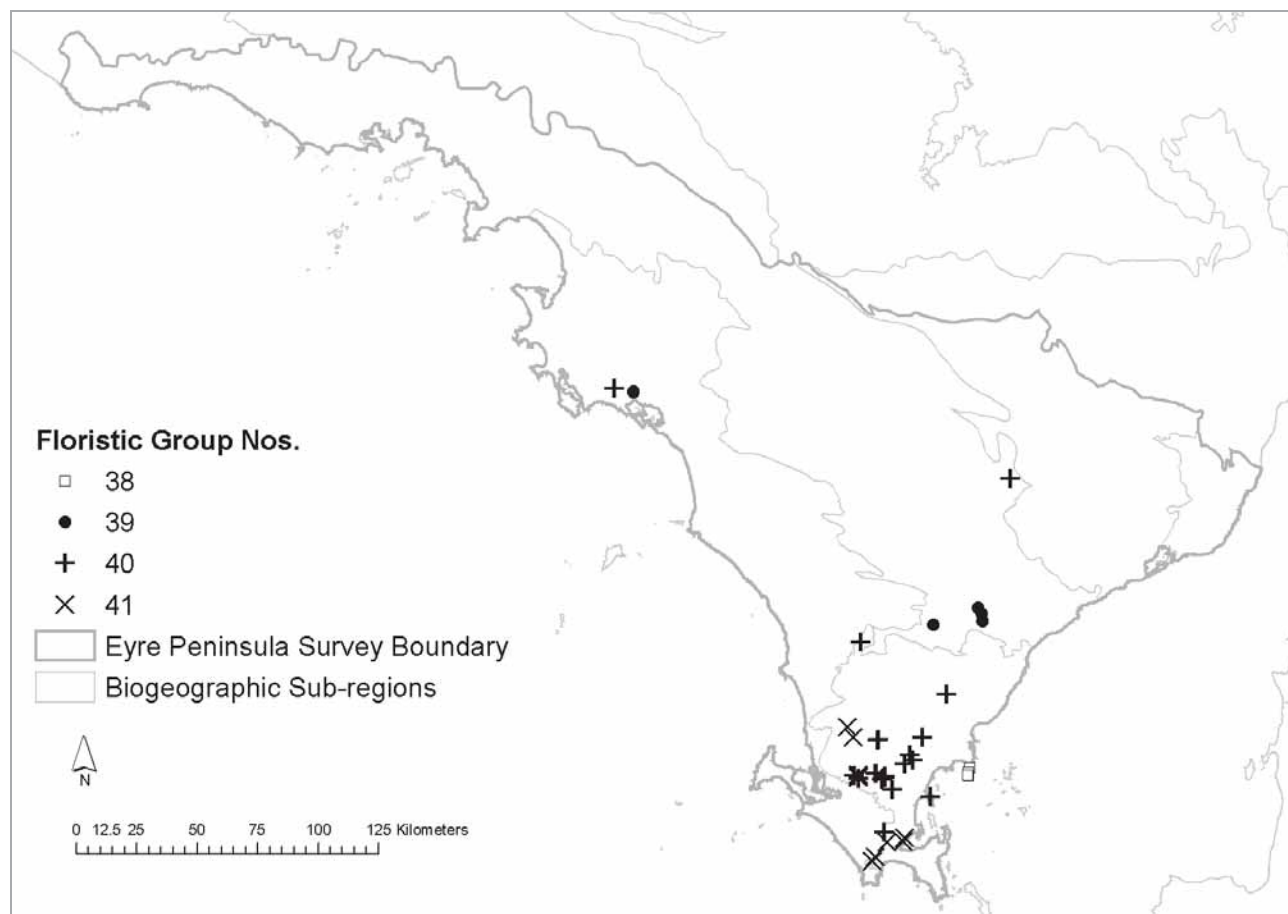 Floristic Group Nos.
38
39
40
41
Eyre Peninsula Survey Boundary
Biogeographic Sub-regions
N
0 12.5 25 50 75 100 125 Kilometers